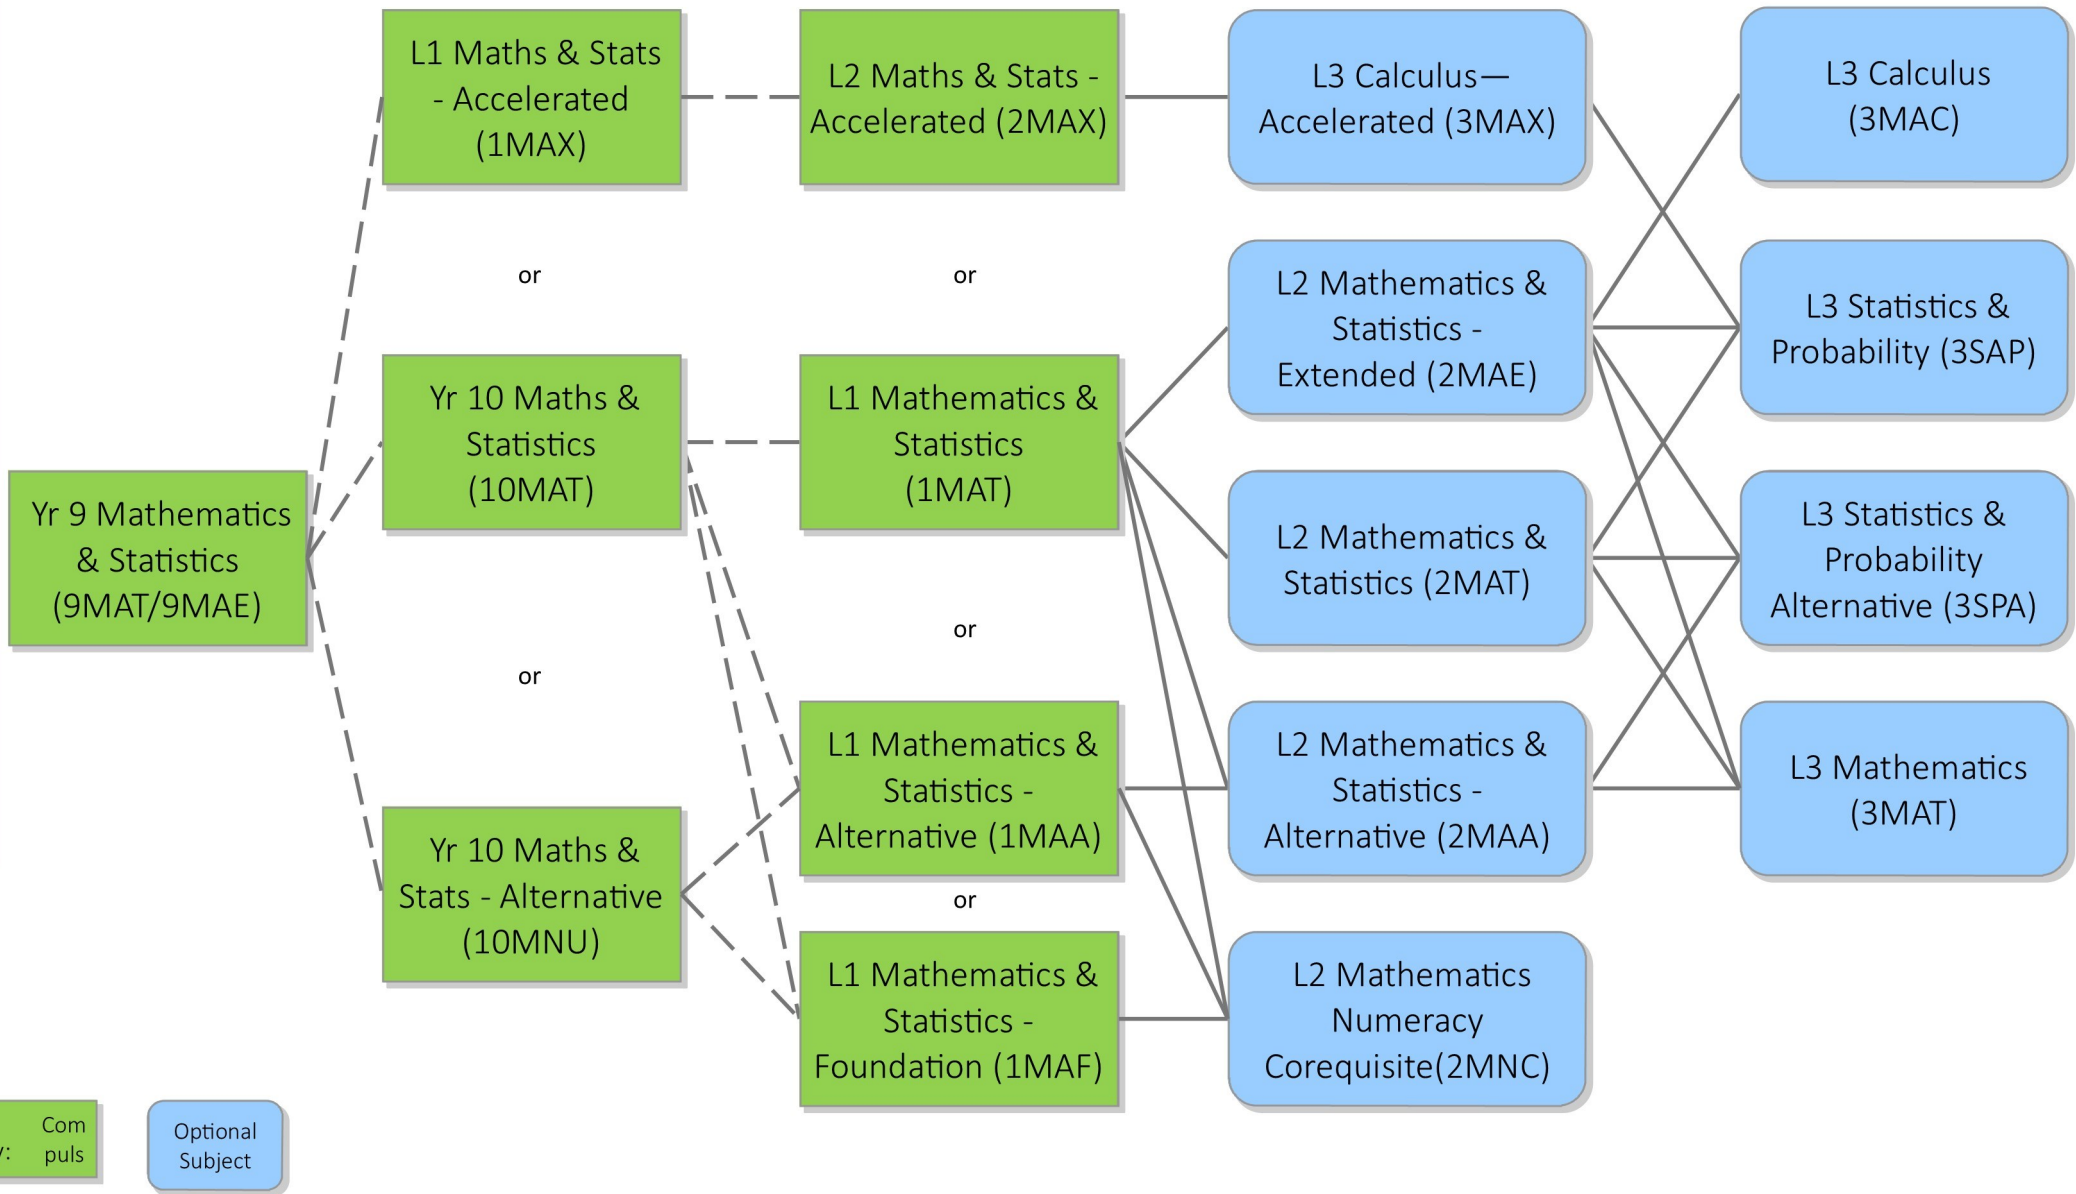 L1 Maths & Stats
- Accelerated
(1MAX)
L2 Maths & Stats -
Accelerated (2MAX)
L3 Calculus—
Accelerated (3MAX)
L3 Calculus
(3MAC)
or
or
L2 Mathematics &
Statistics -
Extended (2MAE)
L3 Statistics &
Probability (3SAP)
Yr 10 Maths &
Statistics
(10MAT)
L1 Mathematics &
Statistics
(1MAT)
Yr 9 Mathematics
& Statistics
(9MAT/9MAE)
L2 Mathematics &
Statistics (2MAT)
L3 Statistics &
Probability
Alternative (3SPA)
or
or
L1 Mathematics &
Statistics -
Alternative (1MAA)
L2 Mathematics &
Statistics -
Alternative (2MAA)
L3 Mathematics
(3MAT)
Yr 10 Maths &
Stats - Alternative
(10MNU)
or
L1 Mathematics &
Statistics -
Foundation (1MAF)
L2 Mathematics
Numeracy
Corequisite(2MNC)
Com
y: puls
Optional
Subject